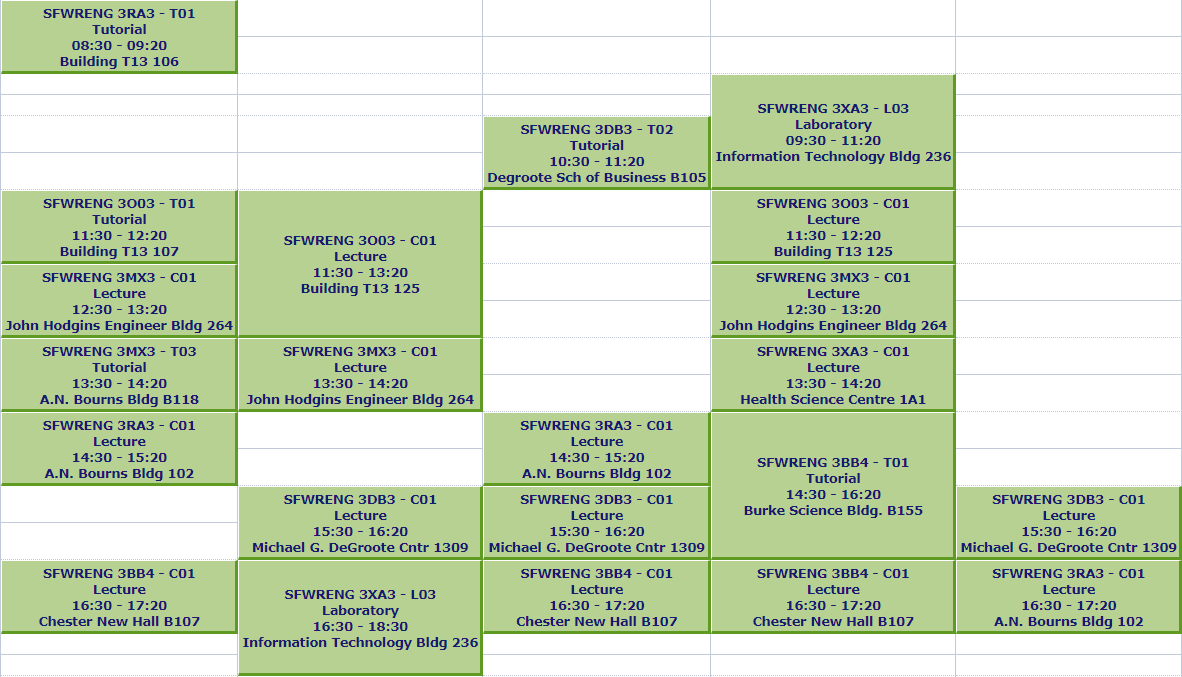 SFWRENG 3RA3 - T01
Tutorial
08:30 - 09:20
Building T13 106
SFWRENG 3XA3 - L03
Laboratory
09:30 - 11:20
Information Technology Bldg 236
SFWRENG 3DB3 - T02
Tutorial
10:30 - 11:20
Degroote Sch of Business B105
SFWRENG 3O03 - T01
Tutorial
11:30 - 12:20
Building T13 107
SFWRENG 3O03 - C01
Lecture
11:30 - 13:20
Building T13 125
SFWRENG 3O03 - C01
Lecture
11:30 - 12:20
Building T13 125
SFWRENG 3MX3 - C01
Lecture
12:30 - 13:20
John Hodgins Engineer Bldg 264
SFWRENG 3MX3 - C01
Lecture
12:30 - 13:20
John Hodgins Engineer Bldg 264
SFWRENG 3MX3 - T03
Tutorial
13:30 - 14:20
A.N. Bourns Bldg B118
SFWRENG 3MX3 - C01
Lecture
13:30 - 14:20
John Hodgins Engineer Bldg 264
SFWRENG 3XA3 - C01
Lecture
13:30 - 14:20
Health Science Centre 1A1
SFWRENG 3RA3 - C01
Lecture
14:30 - 15:20
A.N. Bourns Bldg 102
SFWRENG 3RA3 - C01
Lecture
14:30 - 15:20
A.N. Bourns Bldg 102
SFWRENG 3BB4 - T01
Tutorial
14:30 - 16:20
Burke Science Bldg. B155
SFWRENG 3DB3 - C01
Lecture
15:30 - 16:20
Michael G. DeGroote Cntr 1309
SFWRENG 3DB3 - C01
Lecture
15:30 - 16:20
Michael G. DeGroote Cntr 1309
SFWRENG 3DB3 - C01
Lecture
15:30 - 16:20
Michael G. DeGroote Cntr 1309
SFWRENG 3BB4 - C01
Lecture
16:30 - 17:20
Chester New Hall B107
SFWRENG 3XA3 - L03
Laboratory
16:30 - 18:30
Information Technology Bldg 236
SFWRENG 3BB4 - C01
Lecture
16:30 - 17:20
Chester New Hall B107
SFWRENG 3BB4 - C01
Lecture
16:30 - 17:20
Chester New Hall B107
SFWRENG 3RA3 - C01
Lecture
16:30 - 17:20
A.N. Bourns Bldg 102